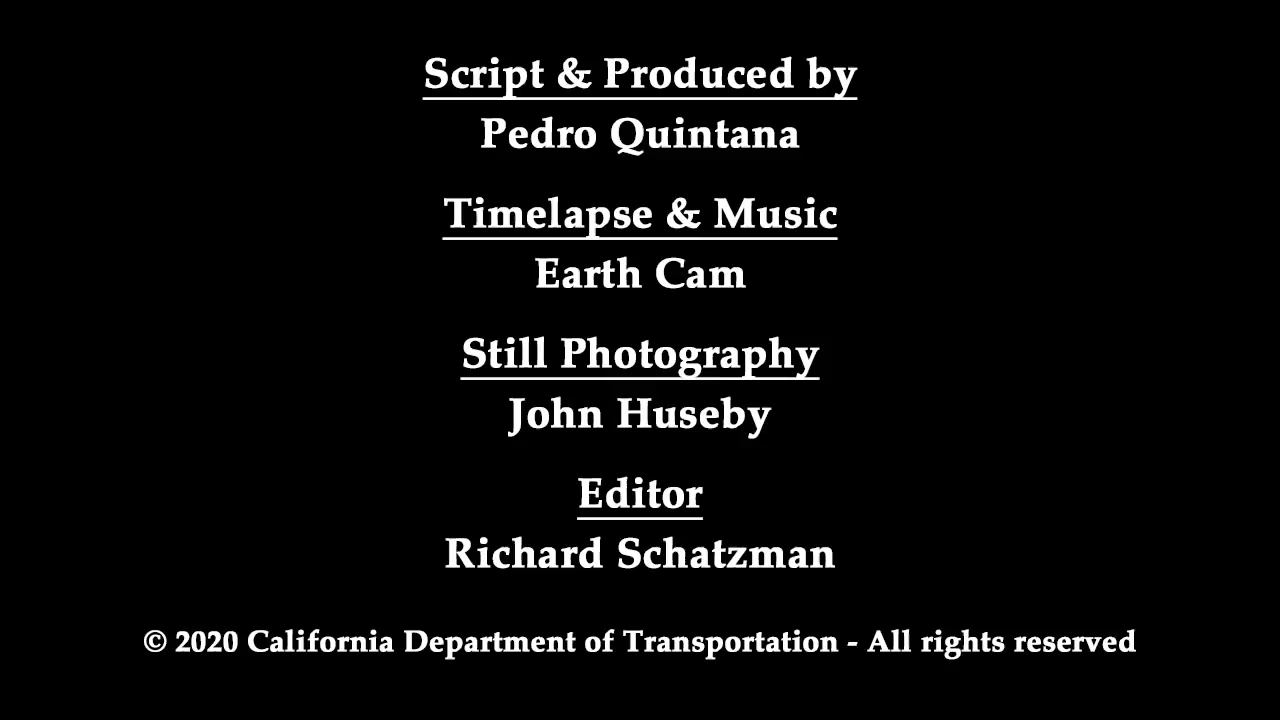 Script & Produced by
Pedro Quintana
Timelapse & Music
Earth Cam
Still Photography
John Huseby
Editor
Richard Schatzman
© 2020 California Department of Transportation - All rights reserved